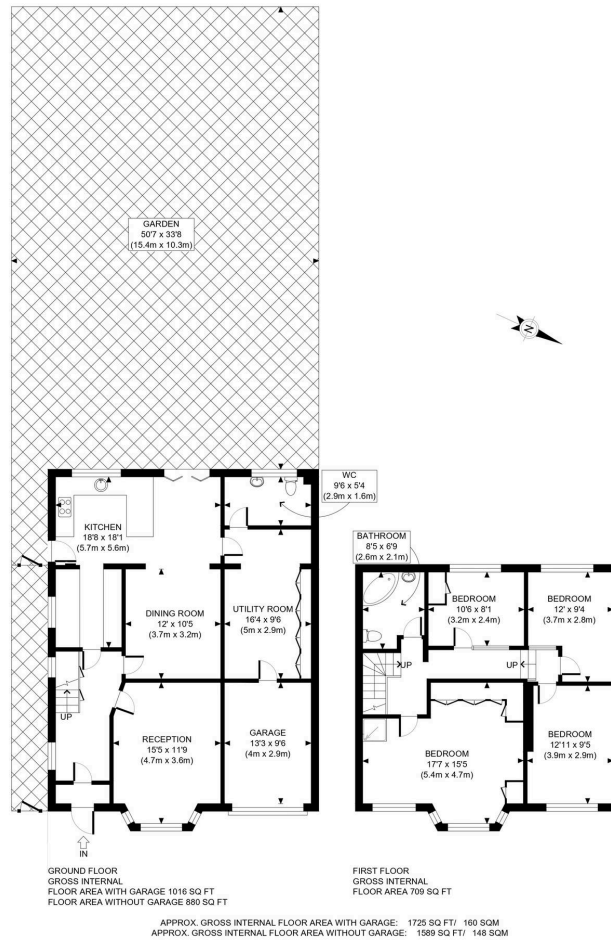 GARDEN
50'7 x 33'8
(15.4m x 10.3m)
N
WC
9'6 x 5'4
(2.9m x 1.6m)
KITCHEN
18'8 x 18'1
(5.7m x 5.6m)
BATHROOM
8'5 x 6'9
(2.6m x 2.1m)
DINING ROOM
12' x 10'5
(3.7m x 3.2m)
UTILITY ROOM
16'4 x 9'6
(5m x 2.9m)
BEDROOM
10'6 x 8'1
(3.2m x 2.4m)
BEDROOM
12' x 9'4
(3.7m x 2.8m)
UP
UP
UP
RECEPTION
15'5 x 11'9
(4.7m x 3.6m)
GARAGE
13'3 x 9'6
(4m x 2.9m)
BEDROOM
17'7 x 15'5
(5.4m x 4.7m)
BEDROOM
12'11 x 9'5
(3.9m x 2.9m)
IN
GROUND FLOOR
GROSS INTERNAL
FLOOR AREA WITH GARAGE 1016 SQ FT
FLOOR AREA WITHOUT GARAGE 880 SQ FT
FIRST FLOOR
GROSS INTERNAL
FLOOR AREA 709 SQ FT
APPROX. GROSS INTERNAL FLOOR AREA WITH GARAGE: 1725 SQ FT/ 160 SQM
APPROX. GROSS INTERNAL FLOOR AREA WITHOUT GARAGE: 1589 SQ FT/ 148 SQM